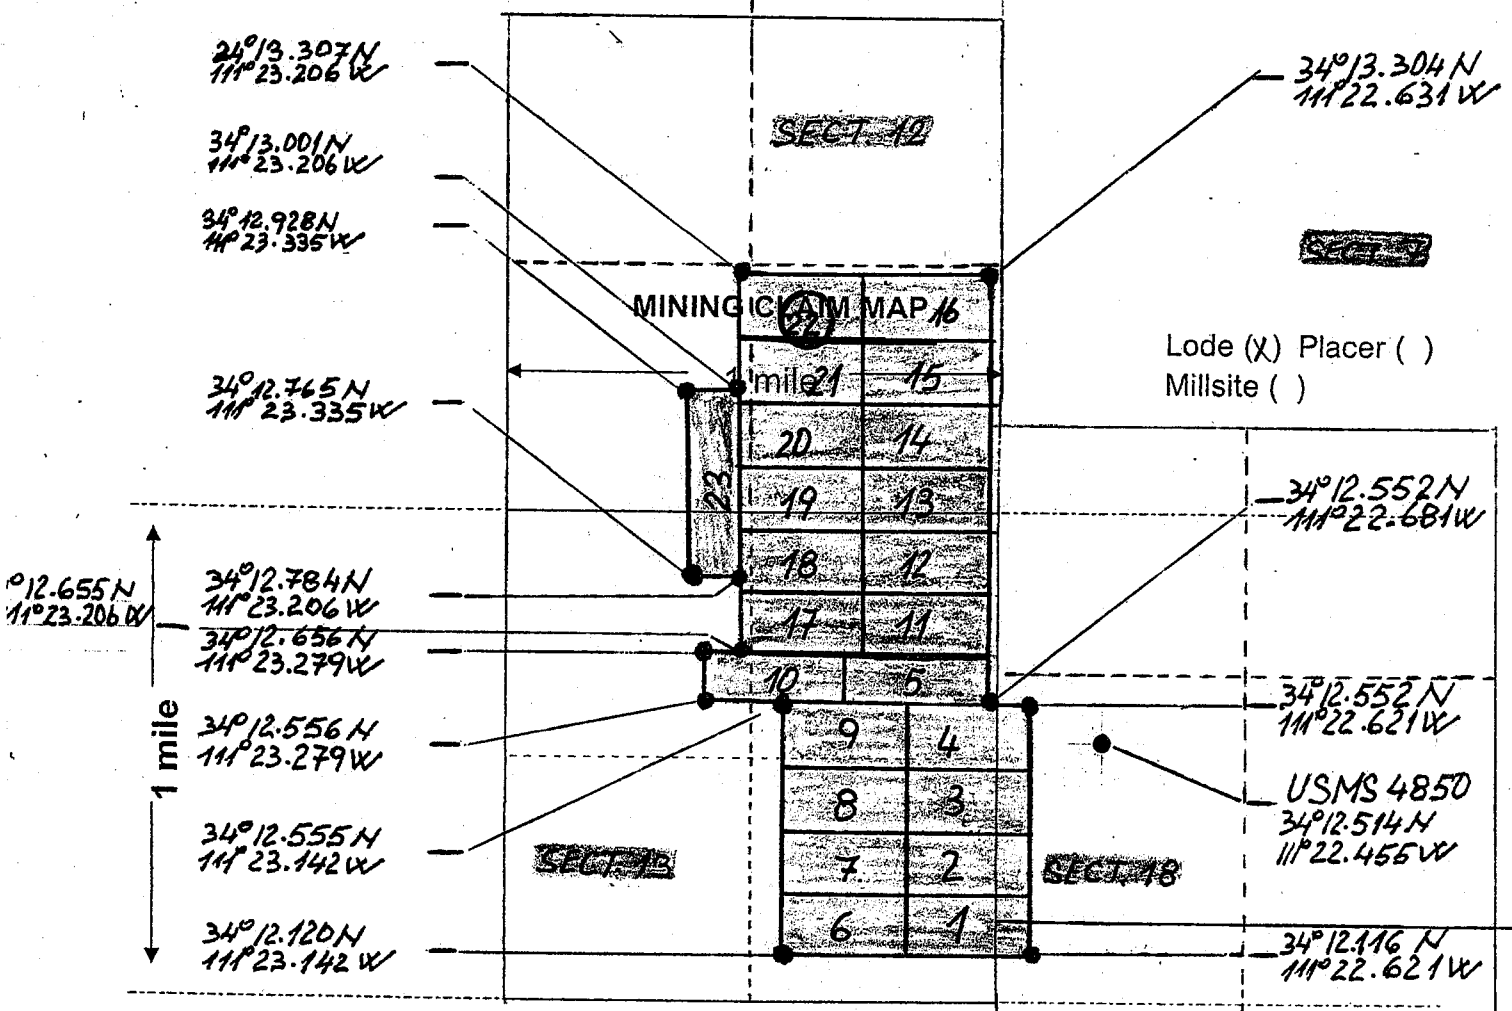 24°13.307N
111°23.206W
34°13.001N
111°23.206W
34°12.928N
111°23.335W
34°12.765N
111°23.335W
°12.655N
11°23.206W
34°12.784N
111°23.206W
34°12.656N
111°23.279W
34°12.556N
111°23.279W
34°12.555N
111°23.142W
34°12.120N
111°23.142W
1 mile
SECT. 12
MINING CLAIM MAP
22
16
1 mile
21
15
20
14
23
19
13
18
12
17
11
10
5
9
4
8
3
7
2
6
1
SECT. 13
SECT. 18
34°13.304N
111°22.631W
SECT. 7
Lode (X) Placer ( )
Millsite ( )
34°12.552N
111°22.681W
34°12.552N
111°22.621W
USMS 4850
34°12.514N
111°22.455W
34°12.116N
111°22.621W